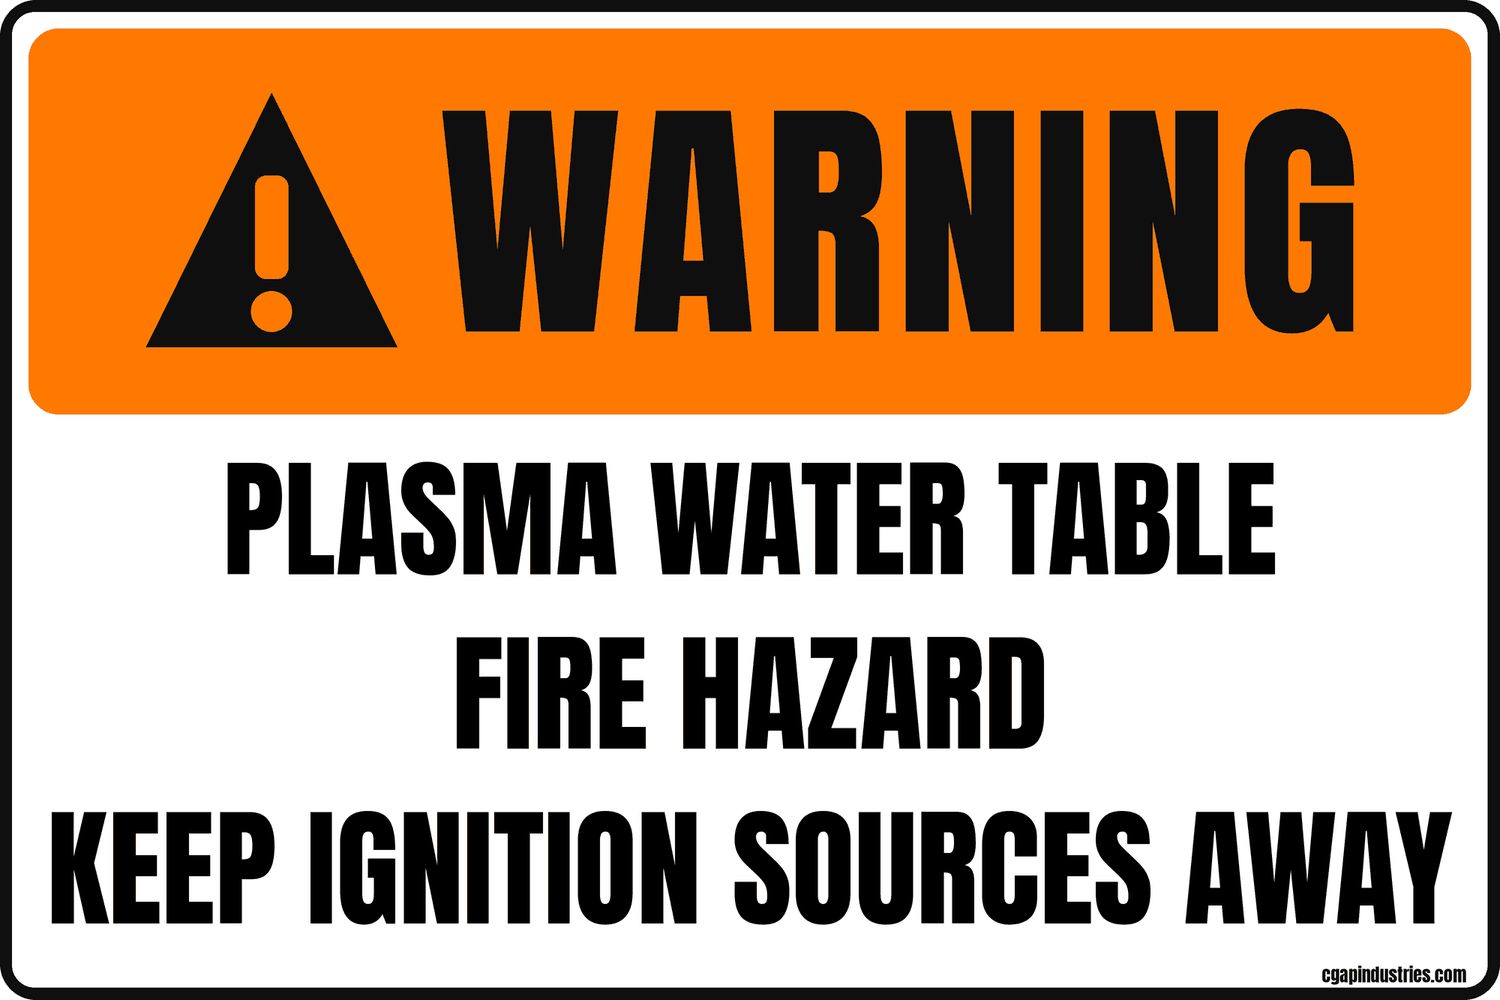 WARNING
PLASMA WATER TABLE
FIRE HAZARD
KEEP IGNITION SOURCES AWAY
cgapindustries.com